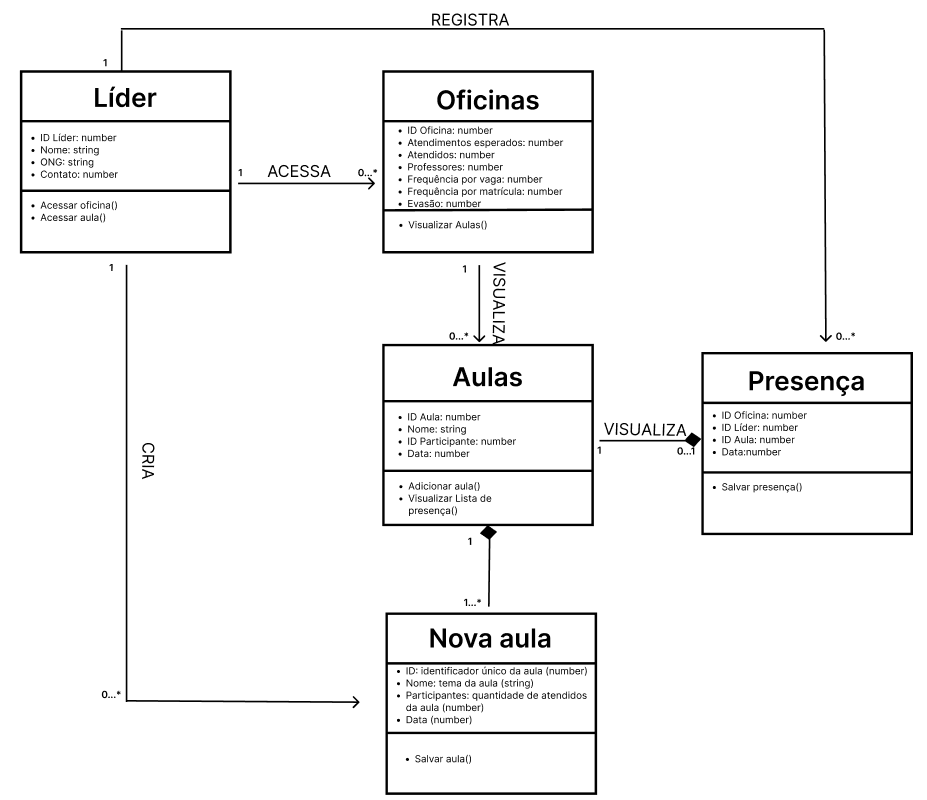 REGISTRA
1
Líder
• ID Líder: number
• Nome: string
• ONG: string
• Contato: number
• Acessar oficina()
• Acessar aula()
1
ACESSA
0...*
Oficinas
• ID Oficina: number
• Atendimentos esperados: number
• Atendidos: number
• Professores: number
• Frequência por vaga: number
• Frequência por matrícula: number
• Evasão: number
• Visualizar Aulas()
1
1
VISUALIZA
0...*
0...*
Aulas
• ID Aula: number
• Nome: string
• ID Participante: number
• Data: number
• Adicionar aula()
• Visualizar Lista de
presença()
VISUALIZA
1
0...1
Presença
• ID Oficina: number
• ID Líder: number
• ID Aula: number
• Data:number
• Salvar presença()
CRIA
1
1...*
0...*
Nova aula
• ID: identificador único da aula (number)
• Nome: tema da aula (string)
• Participantes: quantidade de atendidos
da aula (number)
• Data (number)
• Salvar aula()